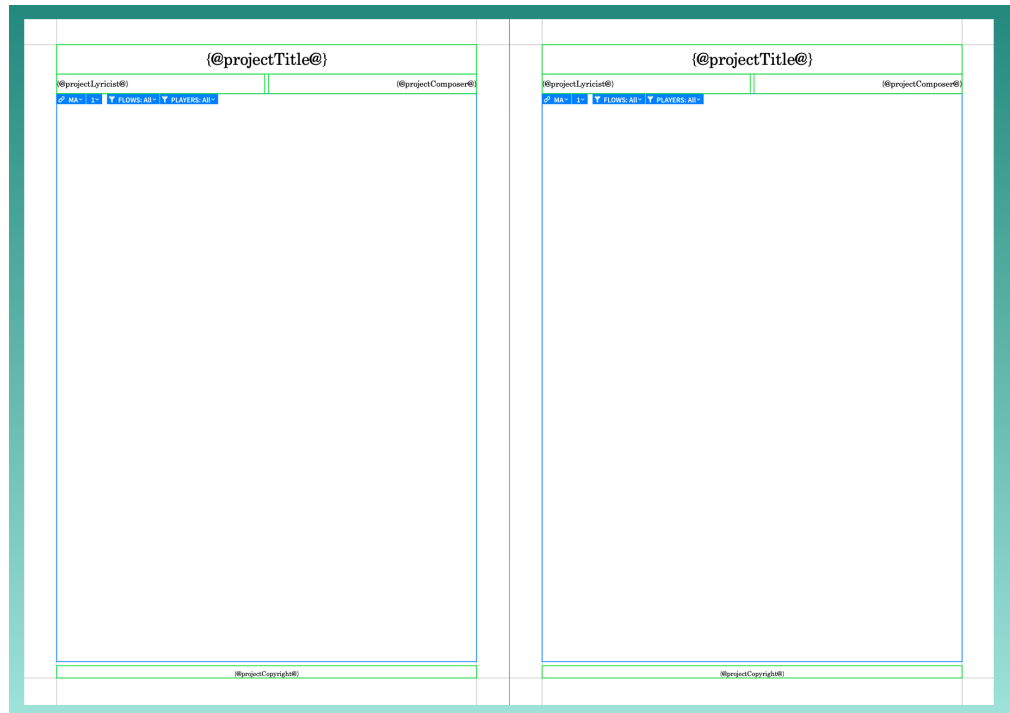 {@projectTitle@}
{@projectLyricist@}
{@projectComposer@}
MA 1 FLOWS: All PLAYERS: All
{@projectCopyright@}
{@projectTitle@}
{@projectLyricist@}
{@projectComposer@}
MA 1 FLOWS: All PLAYERS: All
{@projectCopyright@}